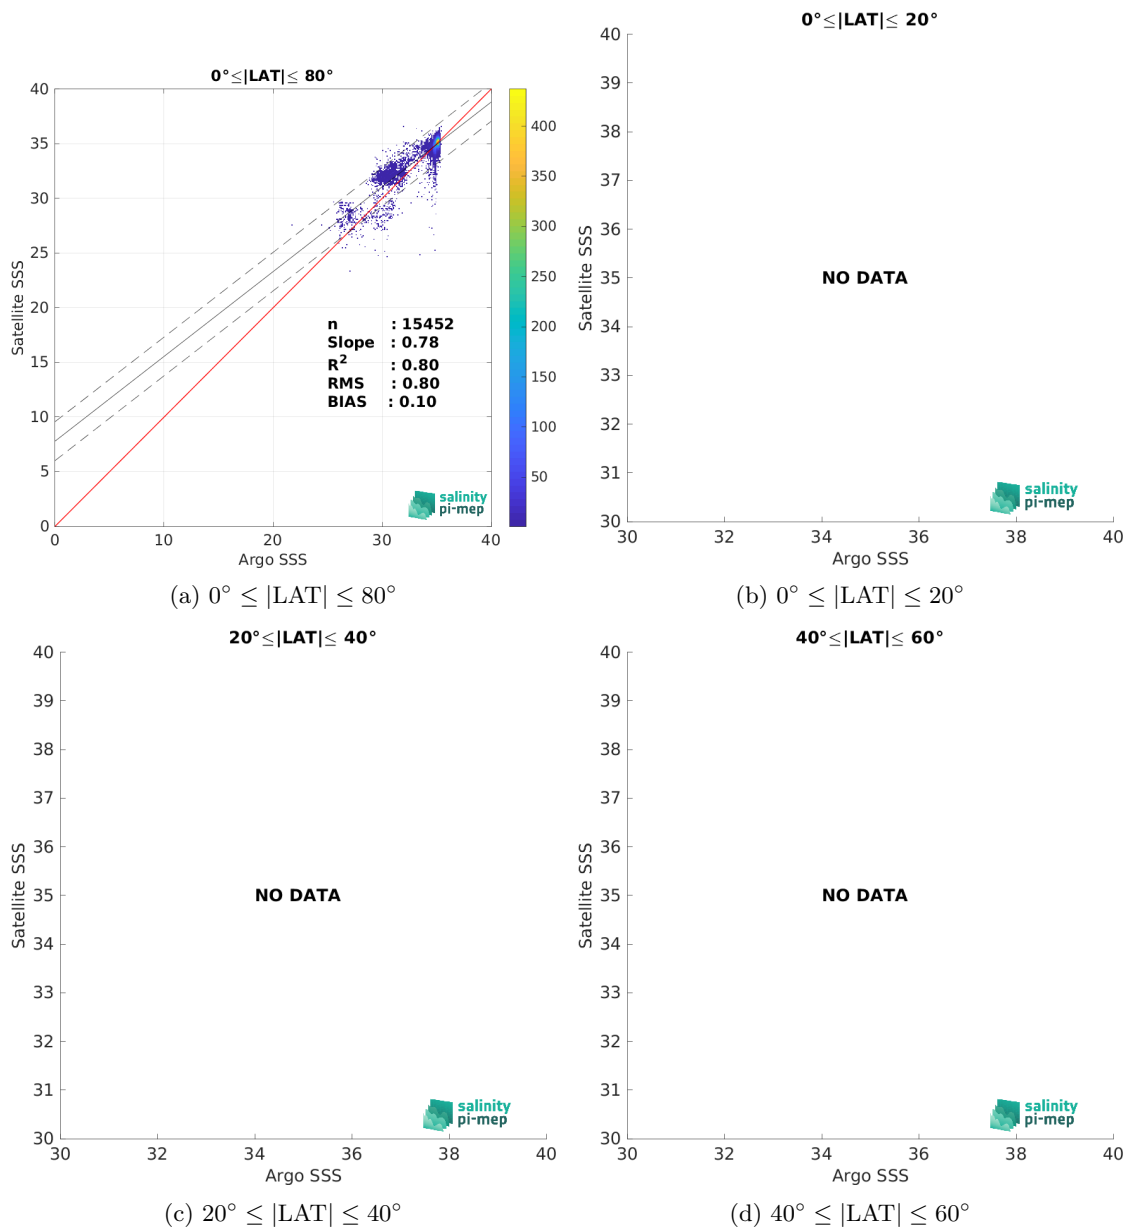 0°≤|LAT|≤ 80°
40
35
30
25
20
15
10
5
0
0
10
20
30
40
Satellite SSS
Argo SSS
n : 15452
Slope : 0.78
R² : 0.80
RMS : 0.80
BIAS : 0.10
400
350
300
250
200
150
100
50
salinity
pi-mep
(a) 0° ≤ |LAT| ≤ 80°
0°≤|LAT|≤ 20°
40
39
38
37
36
35
34
33
32
31
30
30
32
34
36
38
40
Satellite SSS
Argo SSS
NO DATA
salinity
pi-mep
(b) 0° ≤ |LAT| ≤ 20°
20°≤|LAT|≤ 40°
40
39
38
37
36
35
34
33
32
31
30
30
32
34
36
38
40
Satellite SSS
Argo SSS
NO DATA
salinity
pi-mep
(c) 20° ≤ |LAT| ≤ 40°
40°≤|LAT|≤ 60°
40
39
38
37
36
35
34
33
32
31
30
30
32
34
36
38
40
Satellite SSS
Argo SSS
NO DATA
salinity
pi-mep
(d) 40° ≤ |LAT| ≤ 60°